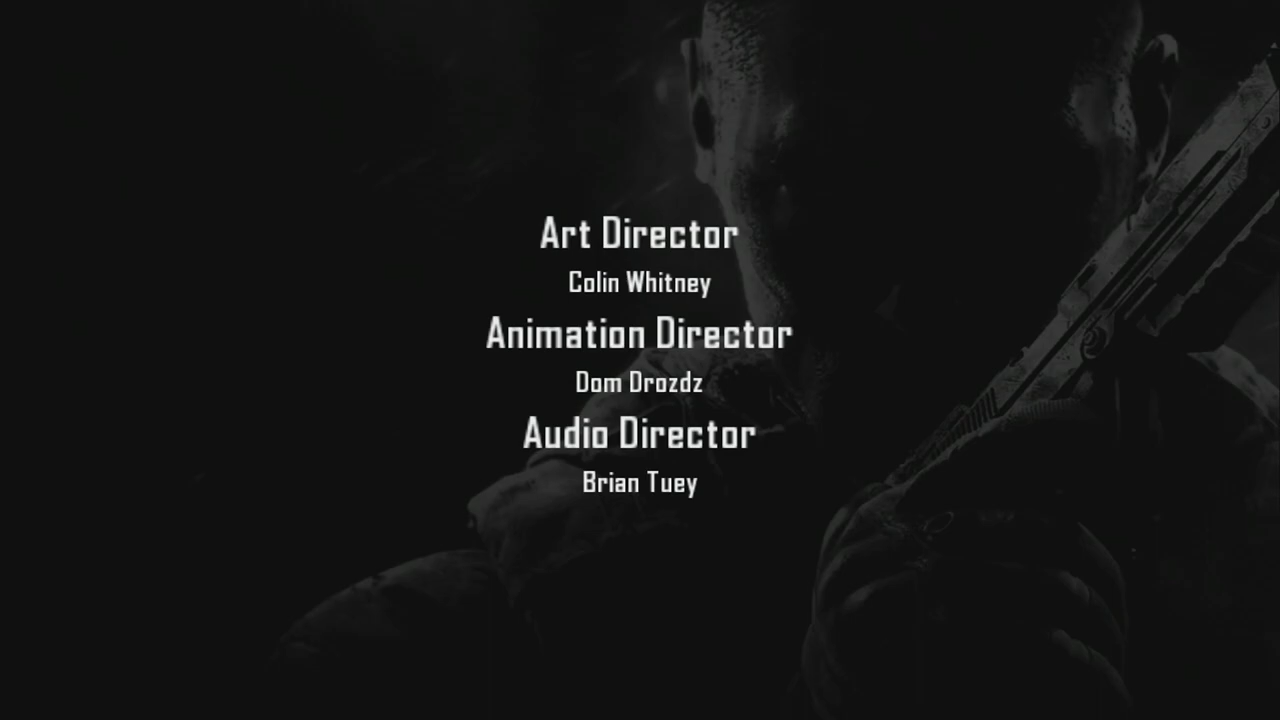 Art Director
Colin Whitney
Animation Director
Dom Drozdz
Audio Director
Brian Tuey